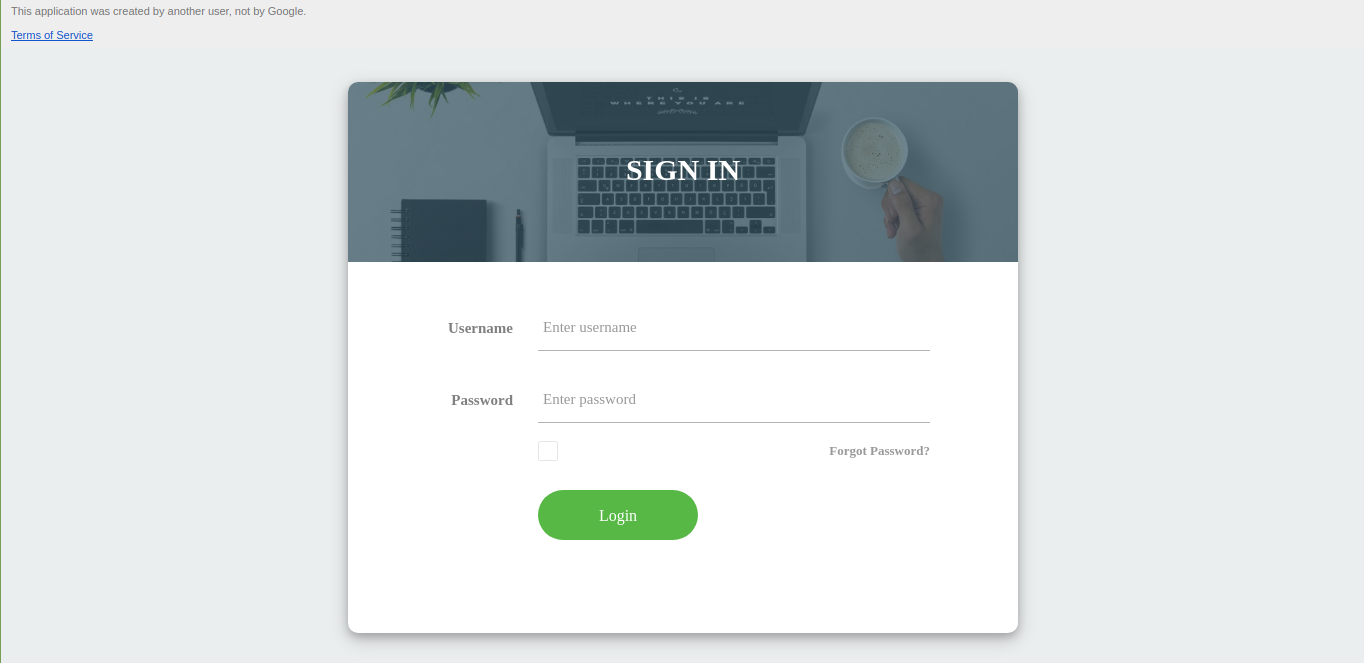 This application was created by another user, not by Google.
Terms of Service
THIS IS
WHERE YOU ARE
SIGN IN
Username
Enter username
Password
Enter password
Forgot Password?
Login